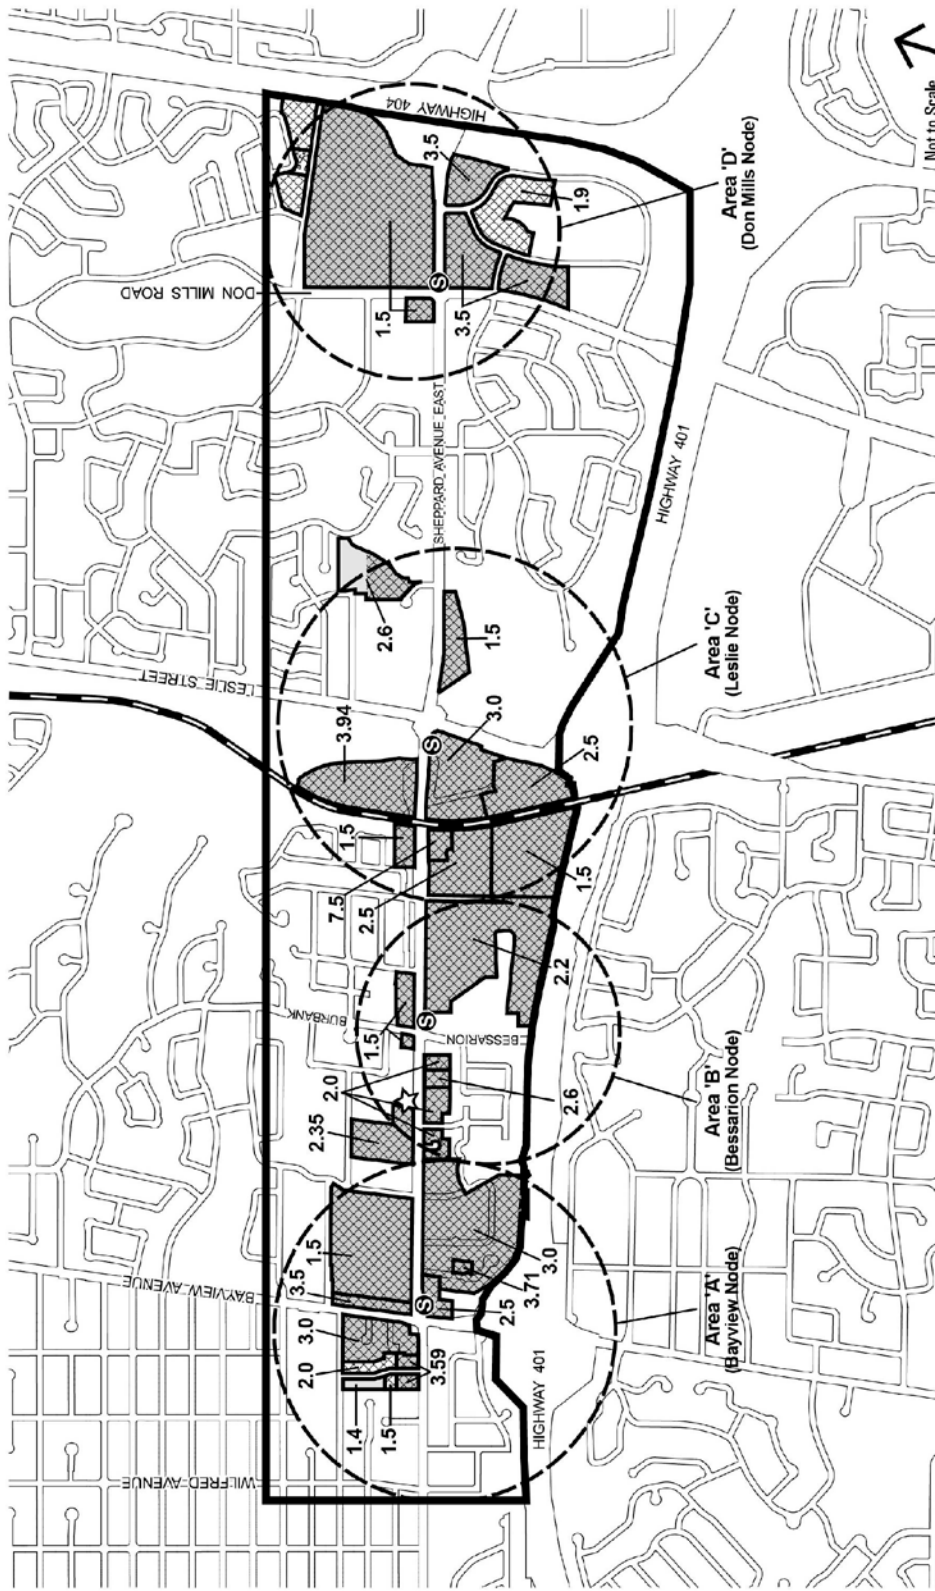 Not to Scale
HIGHWAY 404
3.5
1.9
Area 'D'
(Don Mills Node)
DON MILLS ROAD
1.5
3.5
SHEPPARD AVENUE EAST
HIGHWAY 401
2.6
1.5
Area 'C'
(Leslie Node)
LESLIE STREET
3.94
S
3.0
2.5
1.5
7.5
2.5
1.5
2.2
BURBANK
1.5
S
BESSARION
2.0
2.6
2.35
Area 'B'
(Bessarion Node)
1.5
3.0
3.71
BAYVIEW AVENUE
3.5
S
2.5
3.0
2.0
3.59
1.4
1.5
Area 'A'
(Bayview Node)
HIGHWAY 401
WILFRED AVENUE
S